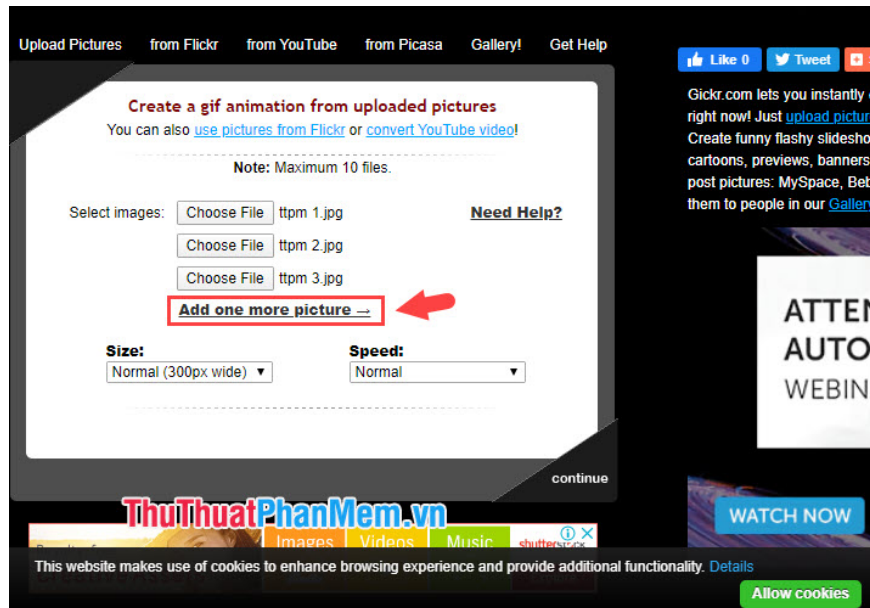 Upload Pictures from Flickr from YouTube from Picasa Gallery! Get Help
Like 0 Tweet
Create a gif animation from uploaded pictures
You can also use pictures from Flickr or convert YouTube video!
Note: Maximum 10 files.
Select images: Choose File ttpm 1.jpg Need Help?
Choose File ttpm 2.jpg
Choose File ttpm 3.jpg
Add one more picture →
Size: Speed:
Normal (300px wide) Normal
continue
Gickr.com lets you instantly
right now! Just upload pictur
Create funny flashy slidesho
cartoons, previews, banners
post pictures: MySpace, Beb
them to people in our Gallery
ATTEN
AUTO
WEBIN
WATCH NOW
ThuThuatPhanMem.vn
Images Videos Music shutterstock
This website makes use of cookies to enhance browsing experience and provide additional functionality. Details
Allow cookies